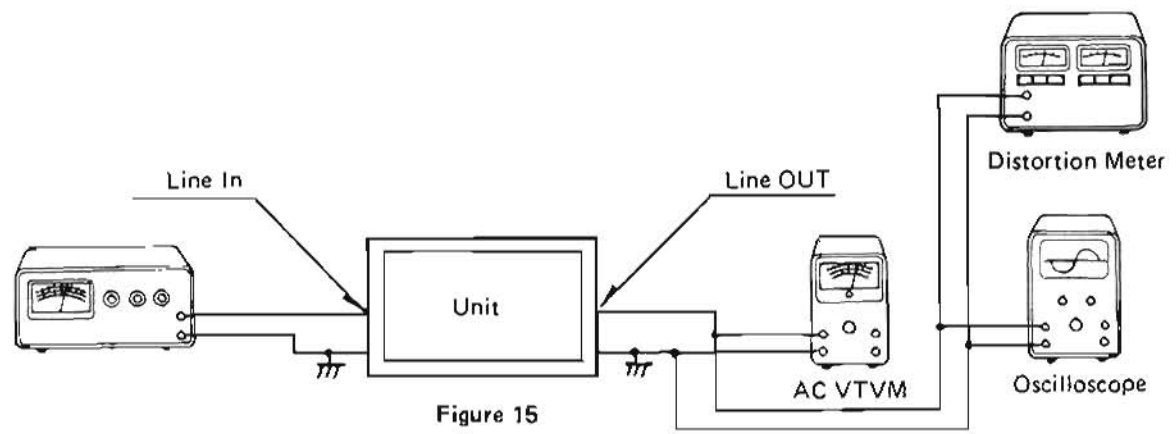 Line In
Line OUT
Unit
Distortion Meter
AC VTVM
Oscilloscope
Figure 15